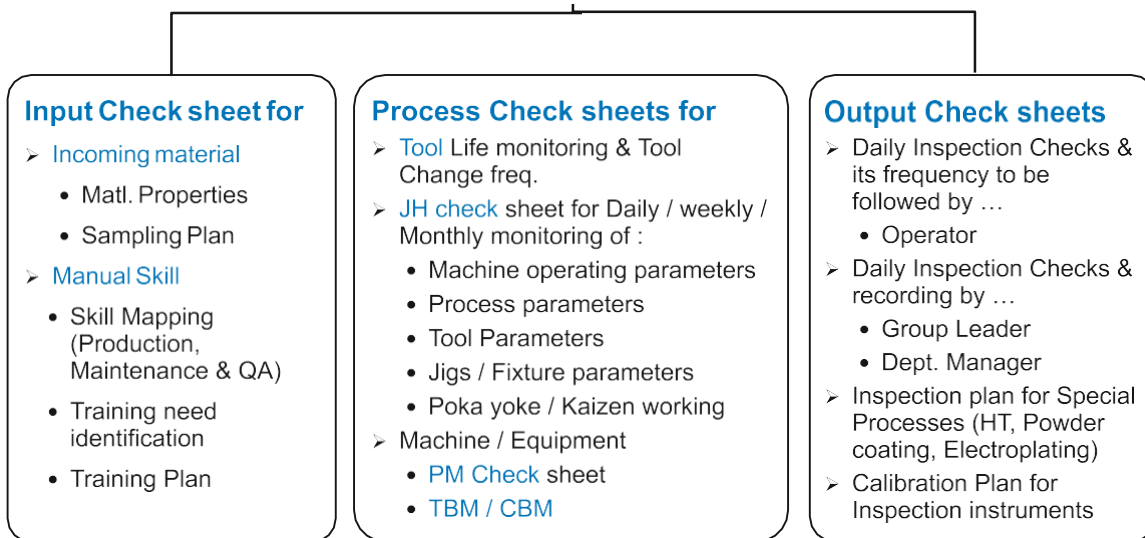 Input Check sheet for
➢ Incoming material
• Matl. Properties
• Sampling Plan
➢ Manual Skill
• Skill Mapping
(Production,
Maintenance & QA)
• Training need
identification
• Training Plan
Process Check sheets for
➢ Tool Life monitoring & Tool
Change freq.
➢ JH check sheet for Daily / weekly /
Monthly monitoring of :
• Machine operating parameters
• Process parameters
• Tool Parameters
• Jigs / Fixture parameters
• Poka yoke / Kaizen working
➢ Machine / Equipment
• PM Check sheet
• TBM / CBM
Output Check sheets
➢ Daily Inspection Checks &
its frequency to be
followed by …
• Operator
➢ Daily Inspection Checks &
recording by …
• Group Leader
• Dept. Manager
➢ Inspection plan for Special
Processes (HT, Powder
coating, Electroplating)
➢ Calibration Plan for
Inspection instruments